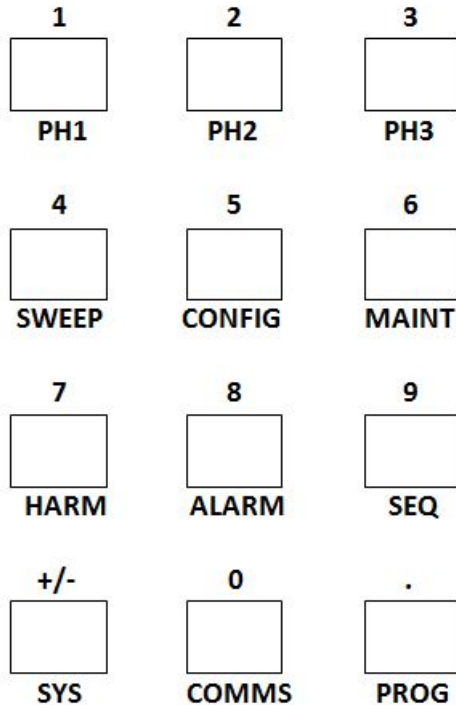 1 2 3
PH1 PH2 PH3
4 5 6
SWEEP CONFIG MAINT
7 8 9
HARM ALARM SEQ
+/- 0 .
SYS COMMS PROG